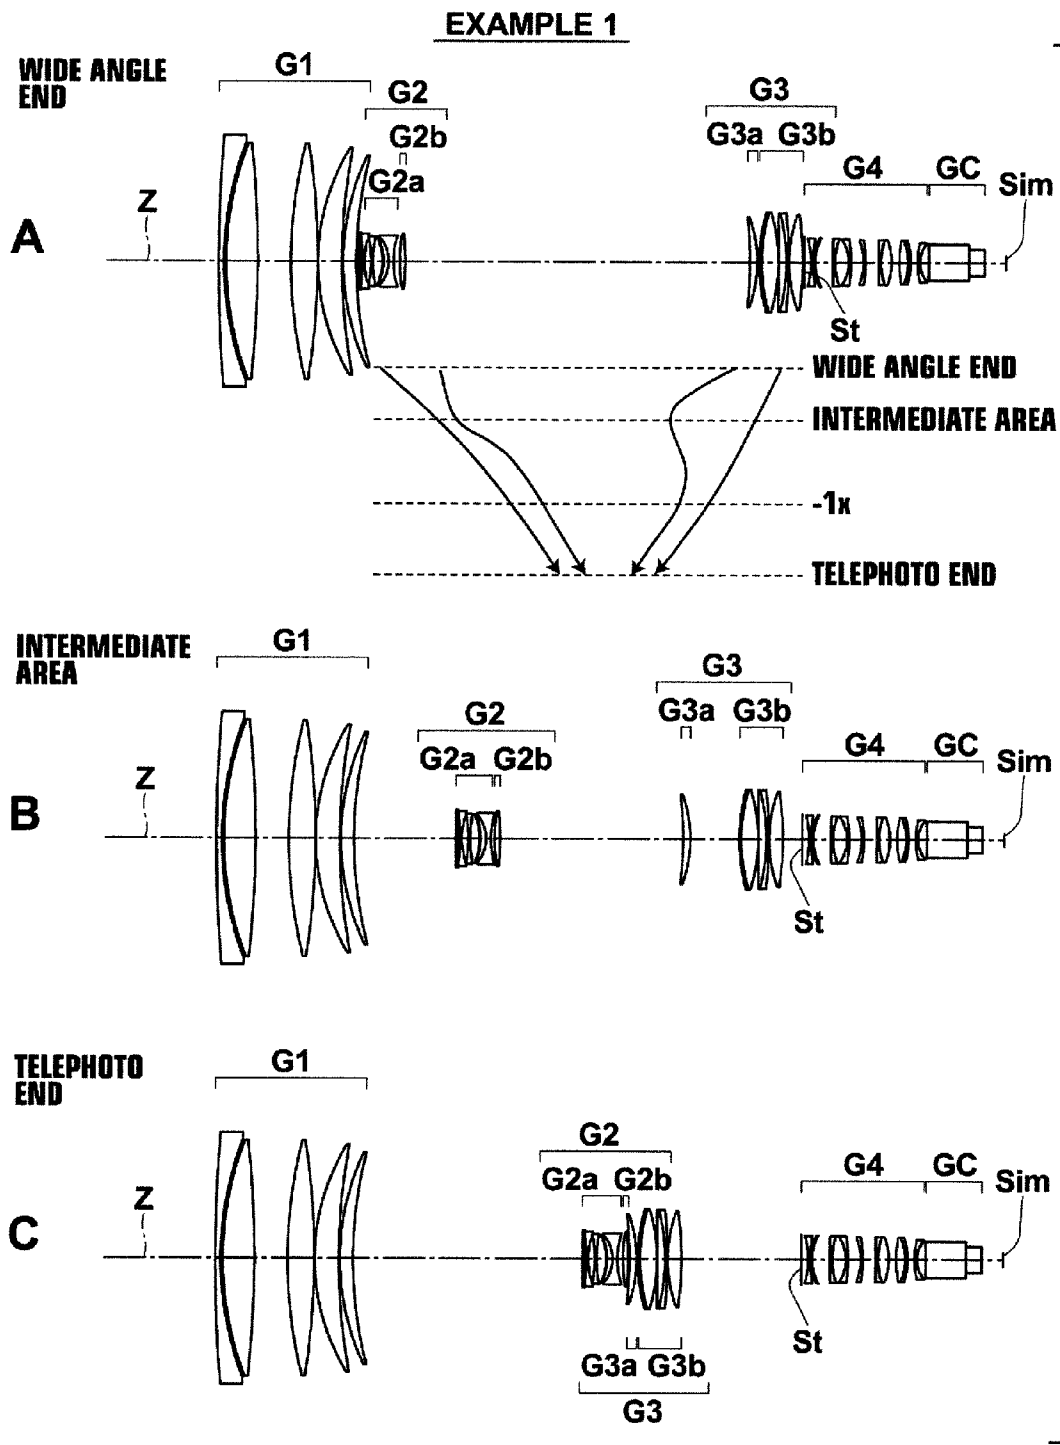 EXAMPLE 1
WIDE ANGLE
END
G1
G2
G2b
G2a
G3
G3a
G3b
G4
GC
Sim
Z
A
St
WIDE ANGLE END
INTERMEDIATE AREA
-1x
TELEPHOTO END
INTERMEDIATE
AREA
G1
G2
G2a
G2b
G3
G3a
G3b
G4
GC
Sim
Z
B
St
TELEPHOTO
END
G1
G2
G2a
G2b
G4
GC
Sim
Z
C
St
G3a
G3b
G3